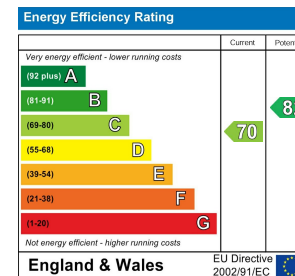 Energy Efficiency Rating
Current
Very energy efficient - lower running costs
(92 plus) A
(81-91) B
(69-80) C
70
(55-68) D
(39-54) E
(21-38) F
(1-20) G
Not energy efficient - higher running costs
England & Wales
EU Directive
2002/91/EC